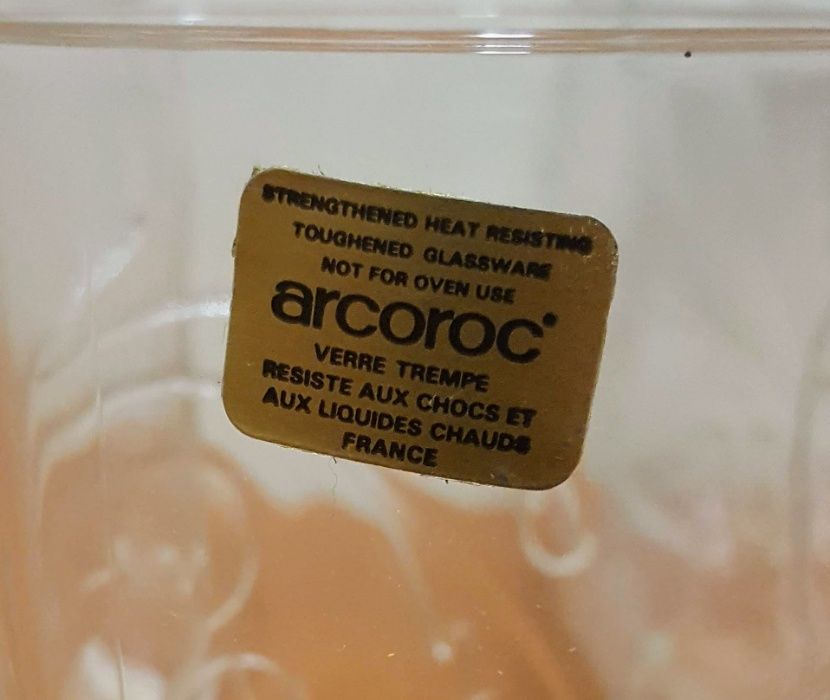 STRENGTHENED HEAT RESISTING
TOUGHENED GLASSWARE
NOT FOR OVEN USE
arcoroc
VERRE TREMPE
RESISTE AUX CHOCS ET
AUX LIQUIDES CHAUDS
FRANCE